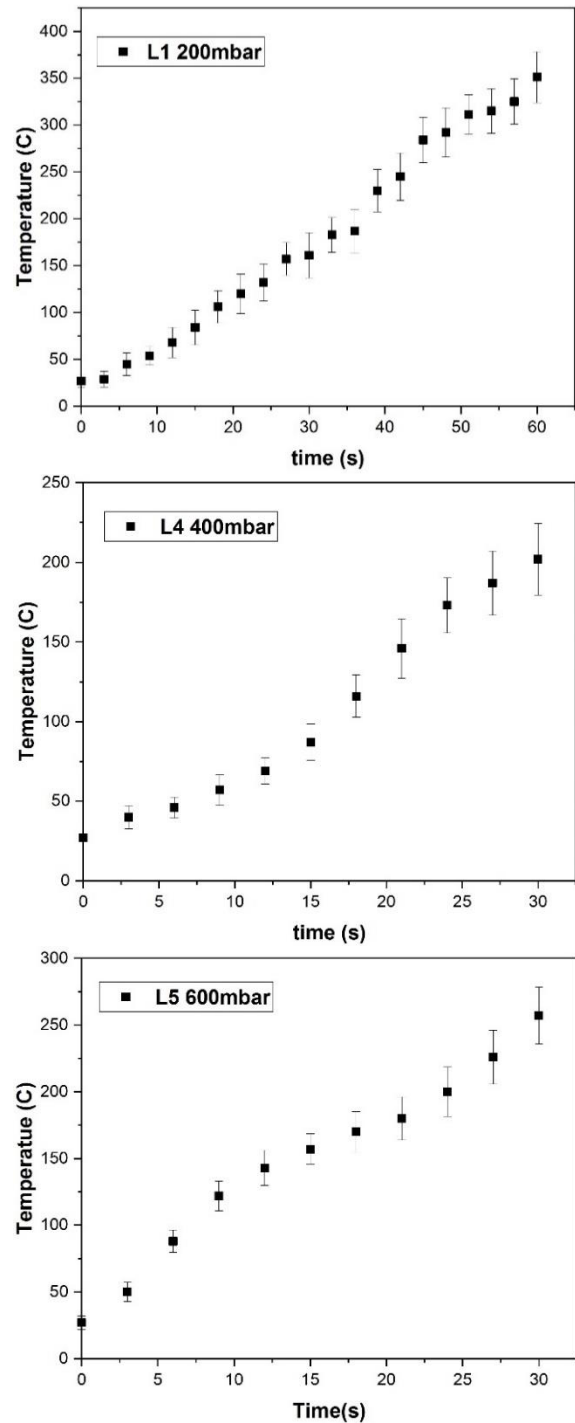 400
350
300
250
200
150
100
50
0
Temperature (C)
L1 200mbar
0 10 20 30 40 50 60
time (s)
250
200
150
100
50
0
Temperature (C)
L4 400mbar
0 5 10 15 20 25 30
time (s)
300
250
200
150
100
50
0
Temperatue (C)
L5 600mbar
0 5 10 15 20 25 30
Time(s)